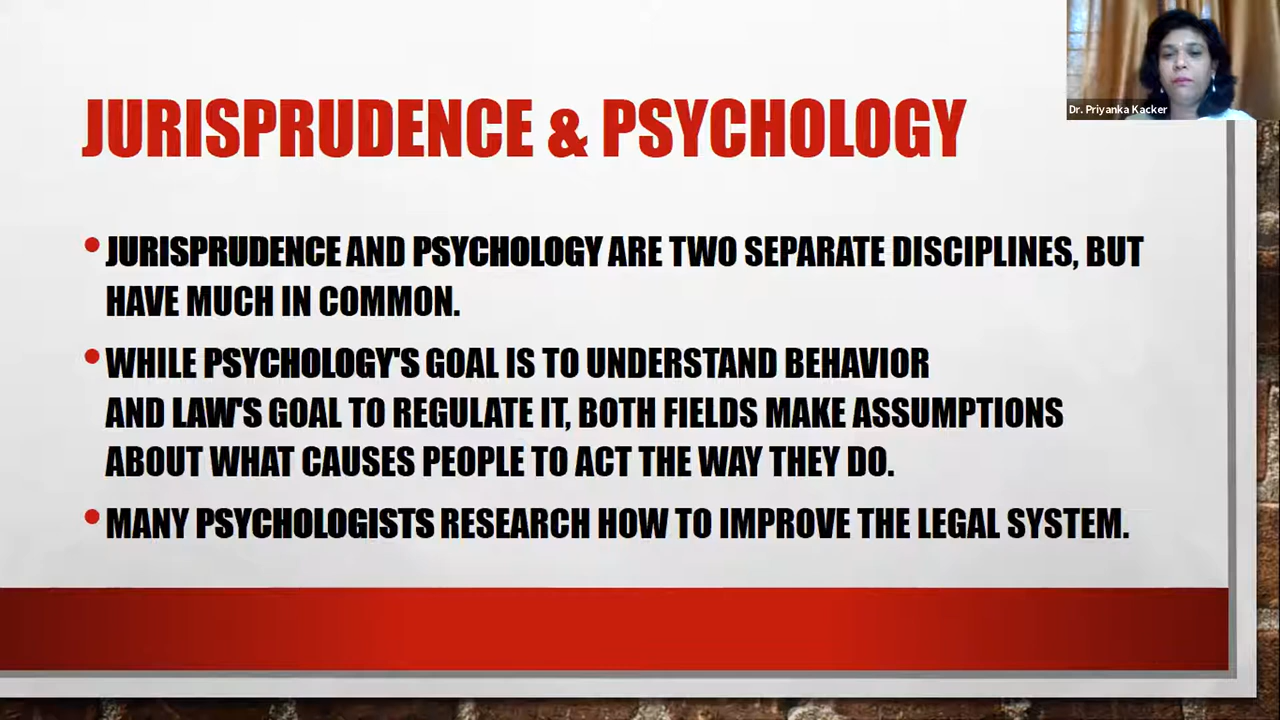 JURISPRUDENCE & PSYCHOLOGY
Dr. Priyanka Kacker
•JURISPRUDENCE AND PSYCHOLOGY ARE TWO SEPARATE DISCIPLINES, BUT
HAVE MUCH IN COMMON.
•WHILE PSYCHOLOGY'S GOAL IS TO UNDERSTAND BEHAVIOR
AND LAW'S GOAL TO REGULATE IT, BOTH FIELDS MAKE ASSUMPTIONS
ABOUT WHAT CAUSES PEOPLE TO ACT THE WAY THEY DO.
•MANY PSYCHOLOGISTS RESEARCH HOW TO IMPROVE THE LEGAL SYSTEM.